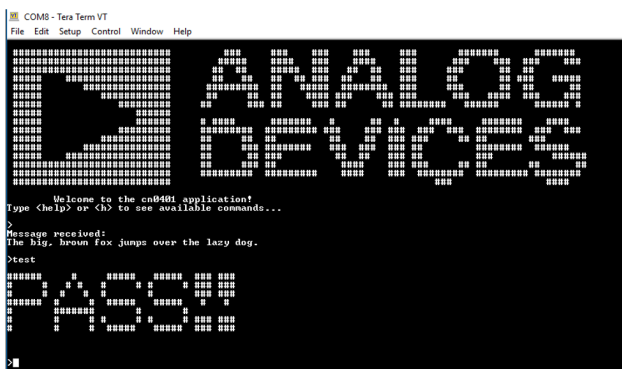 COM8 - Tera Term VT
File Edit Setup Control Window Help
ANALOG
DEVICES
Welcome to the cn0401 application!
Type <help> or <h> to see available commands...
>
Message received:
The big, brown fox jumps over the lazy dog.
>test
PASS!!
>